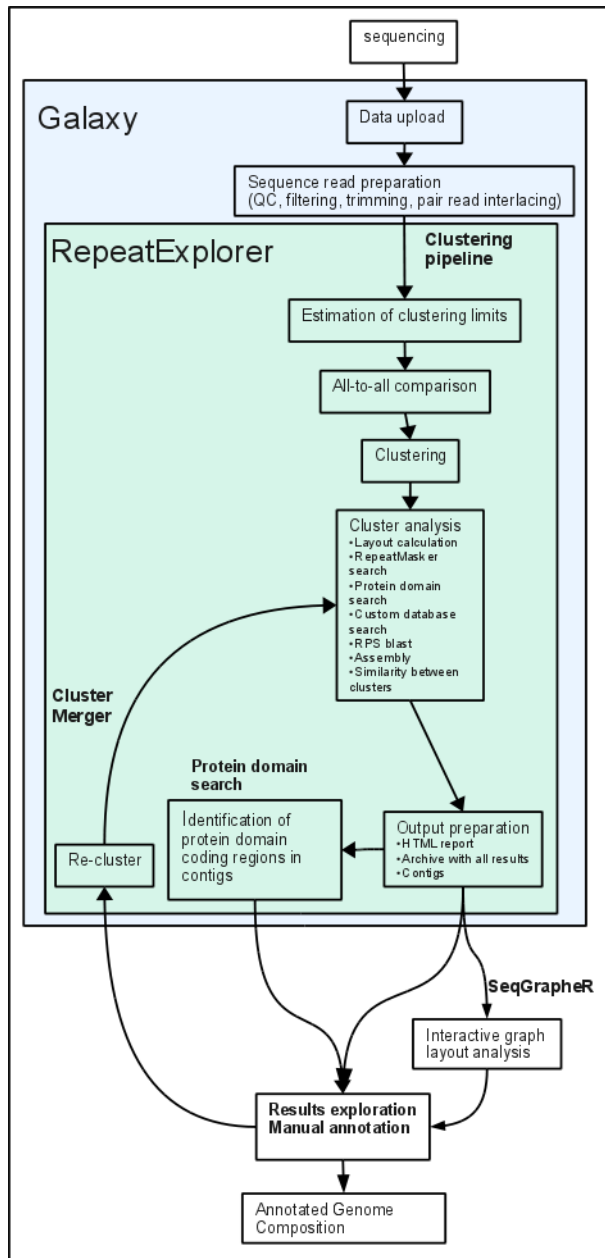 sequencing
Galaxy
Data upload
Sequence read preparation
(QC, filtering, trimming, pair read interlacing)
RepeatExplorer
Clustering
pipeline
Estimation of clustering limits
All-to-all comparison
Clustering
Cluster analysis
•Layout calculation
•RepeatMasker
search
•Protein domain
search
•Custom database
search
•RPS blast
•Assembly
•Similarity between
clusters
Cluster
Merger
Protein domain
search
Identification of
protein domain
coding regions in
contigs
Output preparation
•HTML report
•Archive with all results
•Contigs
Re-cluster
SeqGrapheR
Interactive graph
layout analysis
Results exploration
Manual annotation
Annotated Genome
Composition